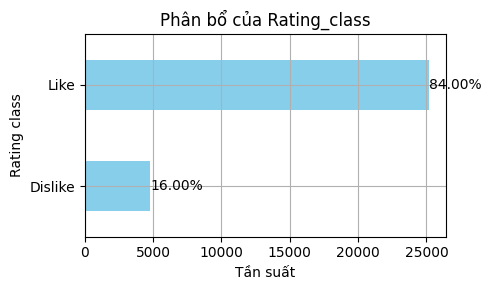 Phân bổ của Rating_class
Rating class
Like
84.00%
Dislike
16.00%
0 5000 10000 15000 20000 25000
Tần suất